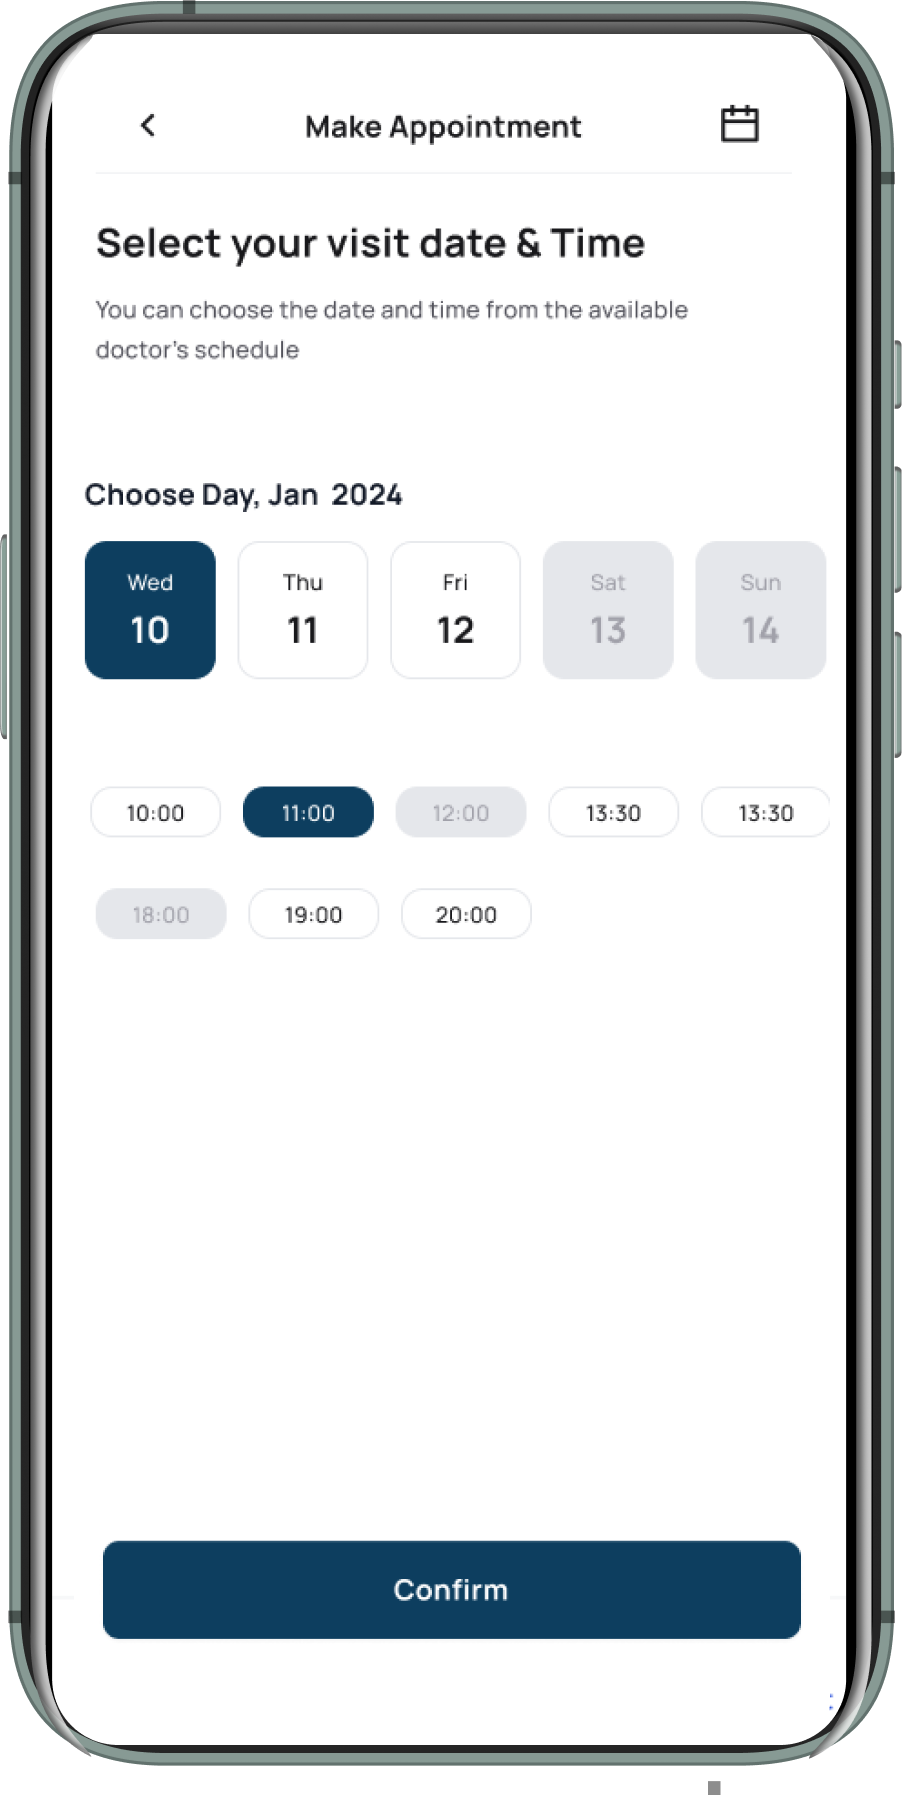 Make Appointment
Select your visit date & Time
You can choose the date and time from the available
doctor's schedule
Choose Day, Jan 2024
Wed Thu Fri Sat Sun
10 11 12 13 14
10:00 11:00 12:00 13:30 13:30
18:00 19:00 20:00
Confirm